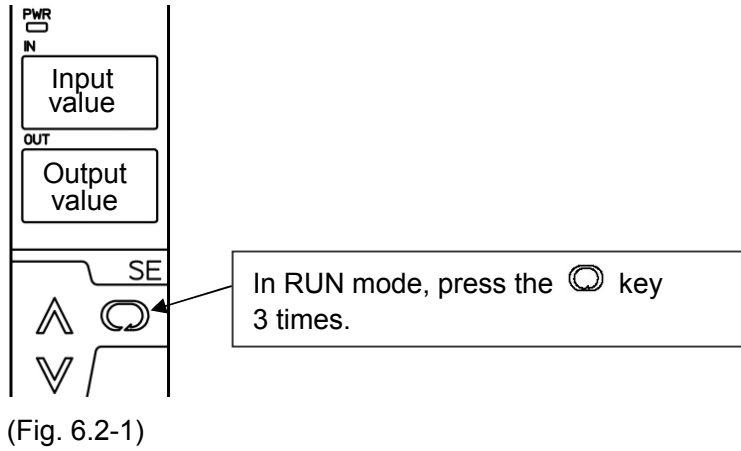 PWR
IN
Input
value
OUT
Output
value
SE
In RUN mode, press the key
3 times.
(Fig. 6.2-1)